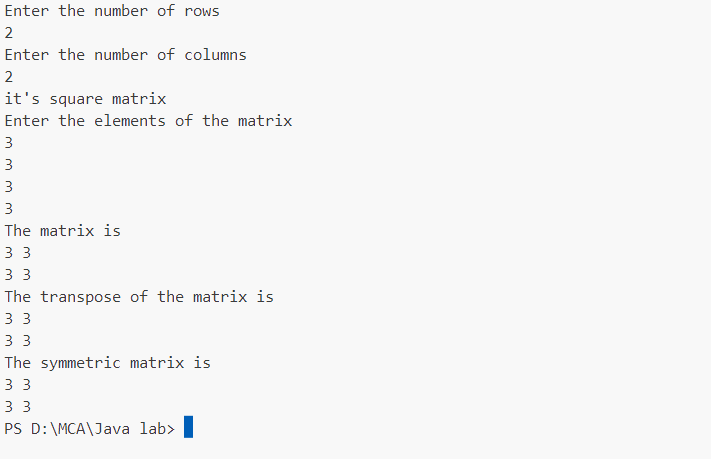 Enter the number of rows
2
Enter the number of columns
2
it's square matrix
Enter the elements of the matrix
3
3
3
3
The matrix is
3 3
3 3
The transpose of the matrix is
3 3
3 3
The symmetric matrix is
3 3
3 3
PS D:\MCA\Java lab>